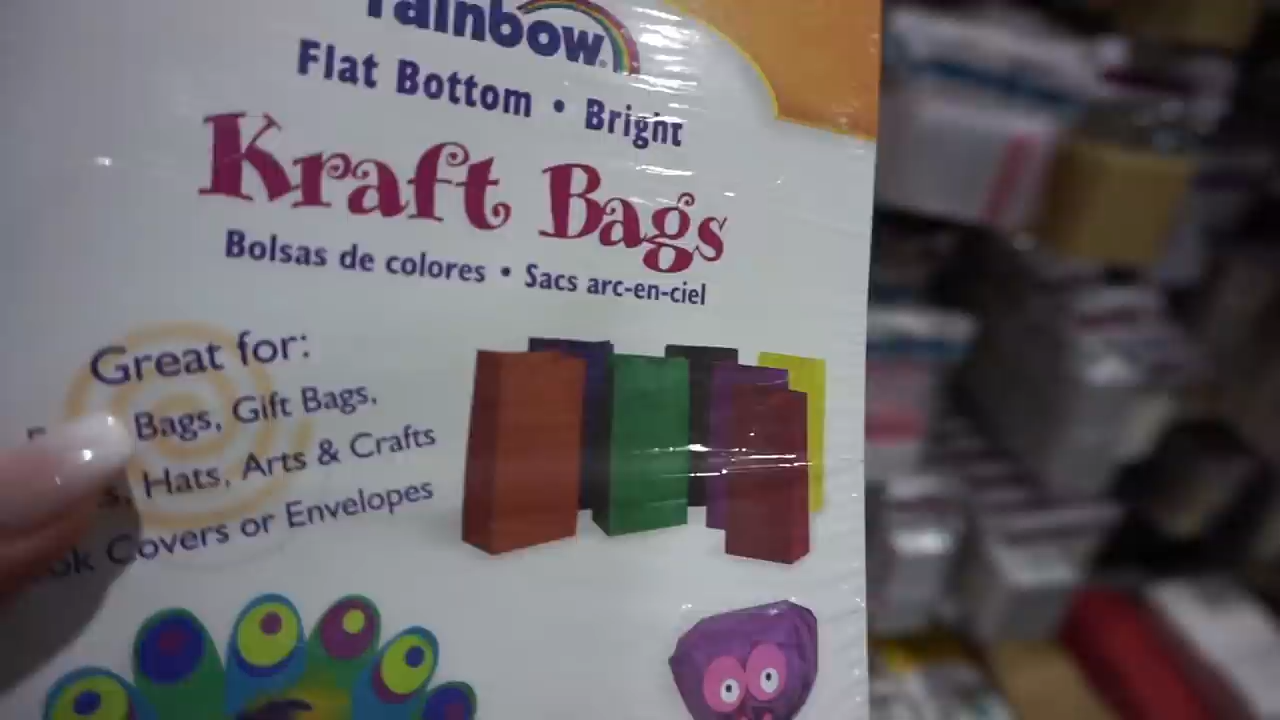 rainbow®
Flat Bottom • Bright
Kraft Bags
Bolsas de colores • Sacs arc-en-ciel
Great for:
Bags, Gift Bags,
Hats, Arts & Crafts
Covers or Envelopes